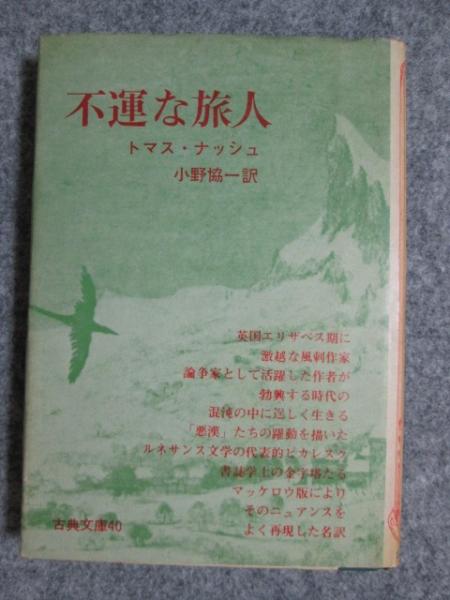 不運な旅人
トマス・ナッシュ
小野協一訳
英国エリザベス期に
激越な風刺作家
論争家として活躍した作者が
勃興する時代の
混沌の中に逞しく生きる
「悪漢」たちの躍動を描いた
ルネサンス文学の代表的ピカレスク
書誌学上の金字塔たる
マッケロウ版により
そのニュアンスを
よく再現した名訳
古典文庫40